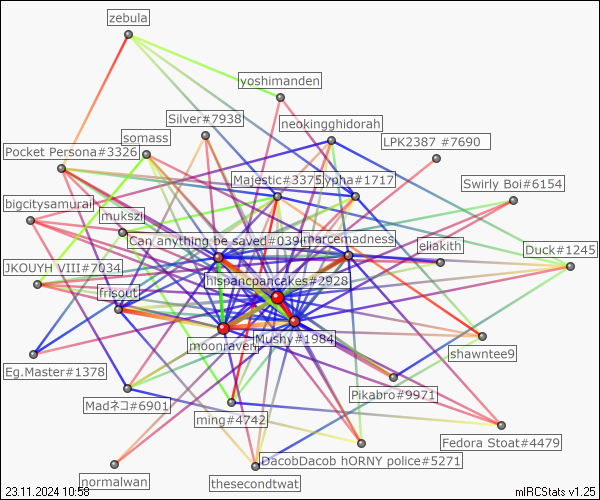 zebula
yoshimanden
Silver#7938
neokingghidorah
somass
LPK2387 #7690
Pocket Persona#3326
Majestic#3375
ypha#1717
Swirly Boi#6154
bigcitysamurai
mukszi
Can anything be saved#039
marcemadness
eliakith
Duck#1245
JKOUYH VIII#7034
hispancpancakes#2928
frisout
moonraven
Mushy#1984
shawntee9
Eg.Master#1378
Pikabro#9971
Madネコ#6901
ming#4742
Fedora Stoat#4479
DacobDacob hORNY police#5271
normalwan
thesecondtwat
23.11.2024 10:58
mIRCStats v1.25